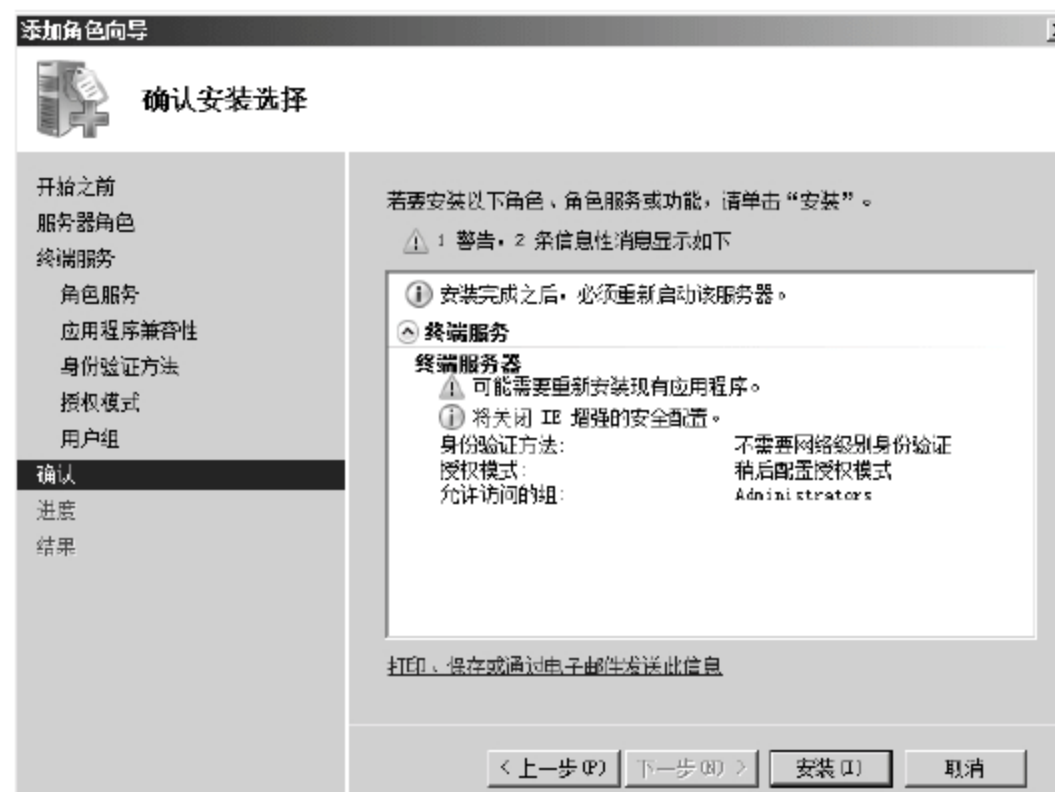 添加角色向导
确认安装选择
开始之前
服务器角色
终端服务
角色服务
应用程序兼容性
身份验证方法
授权模式
用户组
确认
进度
结果
若要安装以下角色、角色服务或功能，请单击“安装”。
1 警告，2 条信息性消息显示如下
安装完成之后，必须重新启动该服务器。
终端服务
终端服务器
可能需要重新安装现有应用程序。
将关闭 IE 增强的安全配置。
身份验证方法: 不需要网络级别身份验证
授权模式: 稍后配置授权模式
允许访问的组: Administrators
打印、保存或通过电子邮件发送此信息
< 上一步(P) 下一步(N) > 安装(I) 取消